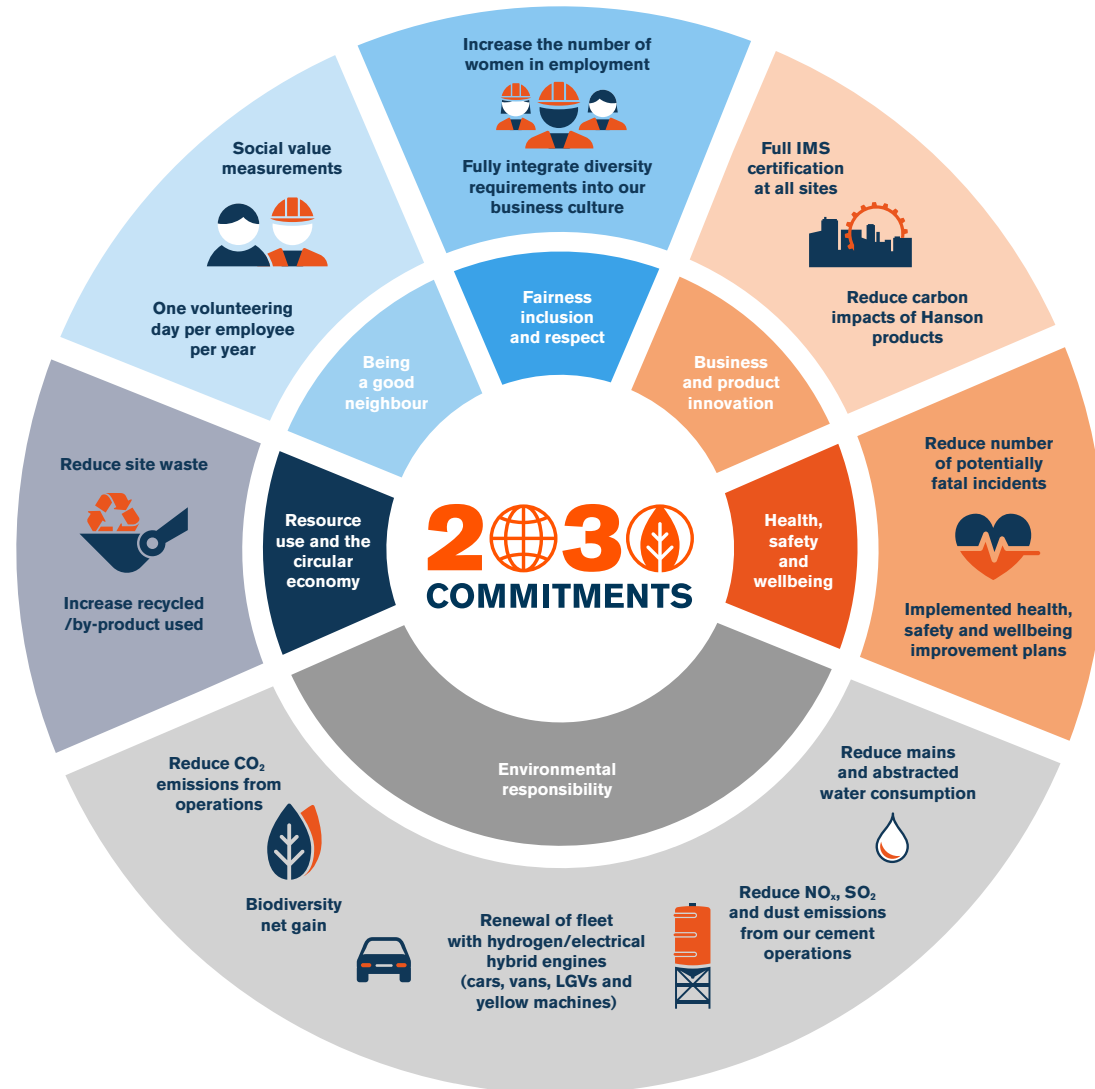 Increase the number of
women in employment
Fully integrate diversity
requirements into our
business culture
Fairness
inclusion
and respect
Full IMS
certification
at all sites
Reduce carbon
impacts of Hanson
products
Business
and product
innovation
Reduce number
of potentially
fatal incidents
Implemented health,
safety and wellbeing
improvement plans
Health,
safety
and
wellbeing
Reduce mains
and abstracted
water consumption
Reduce NOₓ, SO₂
and dust emissions
from our cement
operations
Renewal of fleet
with hydrogen/electrical
hybrid engines
(cars, vans, LGVs and
yellow machines)
Biodiversity
net gain
Reduce CO₂
emissions from
operations
Environmental
responsibility
Reduce site waste
Increase recycled
/by-product used
Resource
use and the
circular
economy
Social value
measurements
One volunteering
day per employee
per year
Being
a good
neighbour
2030
COMMITMENTS